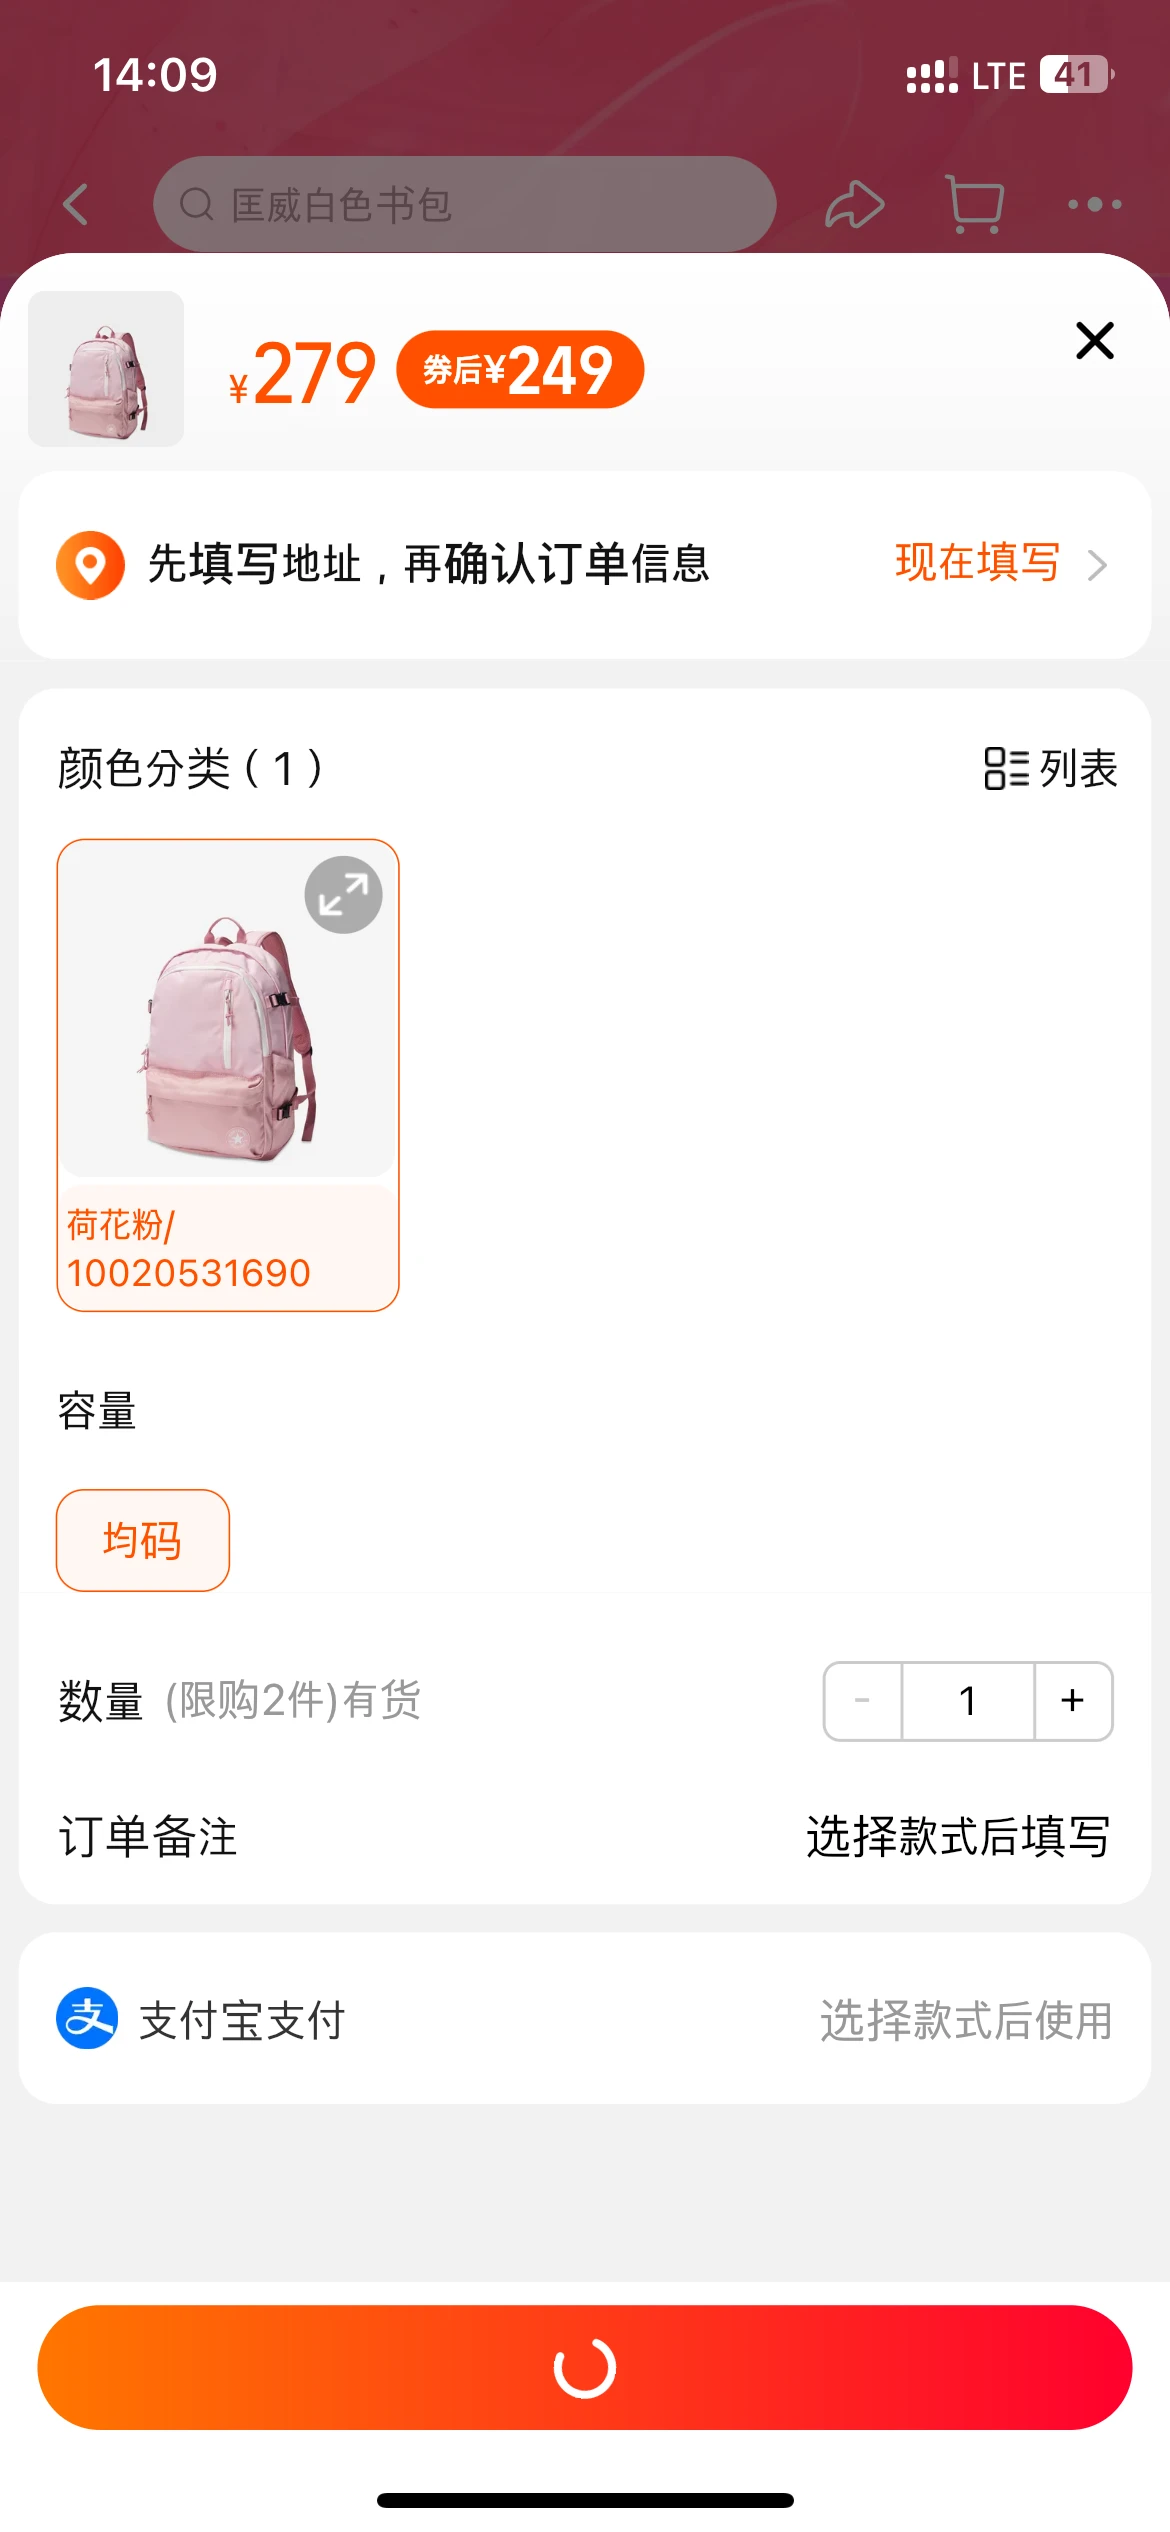 14:09
LTE 41
匡威白色书包
¥279 券后¥249
先填写地址，再确认订单信息 现在填写
颜色分类（1） 列表
荷花粉/
10020531690
容量
均码
数量 (限购2件)有货 - 1 +
订单备注 选择款式后填写
支 支付宝支付 选择款式后使用